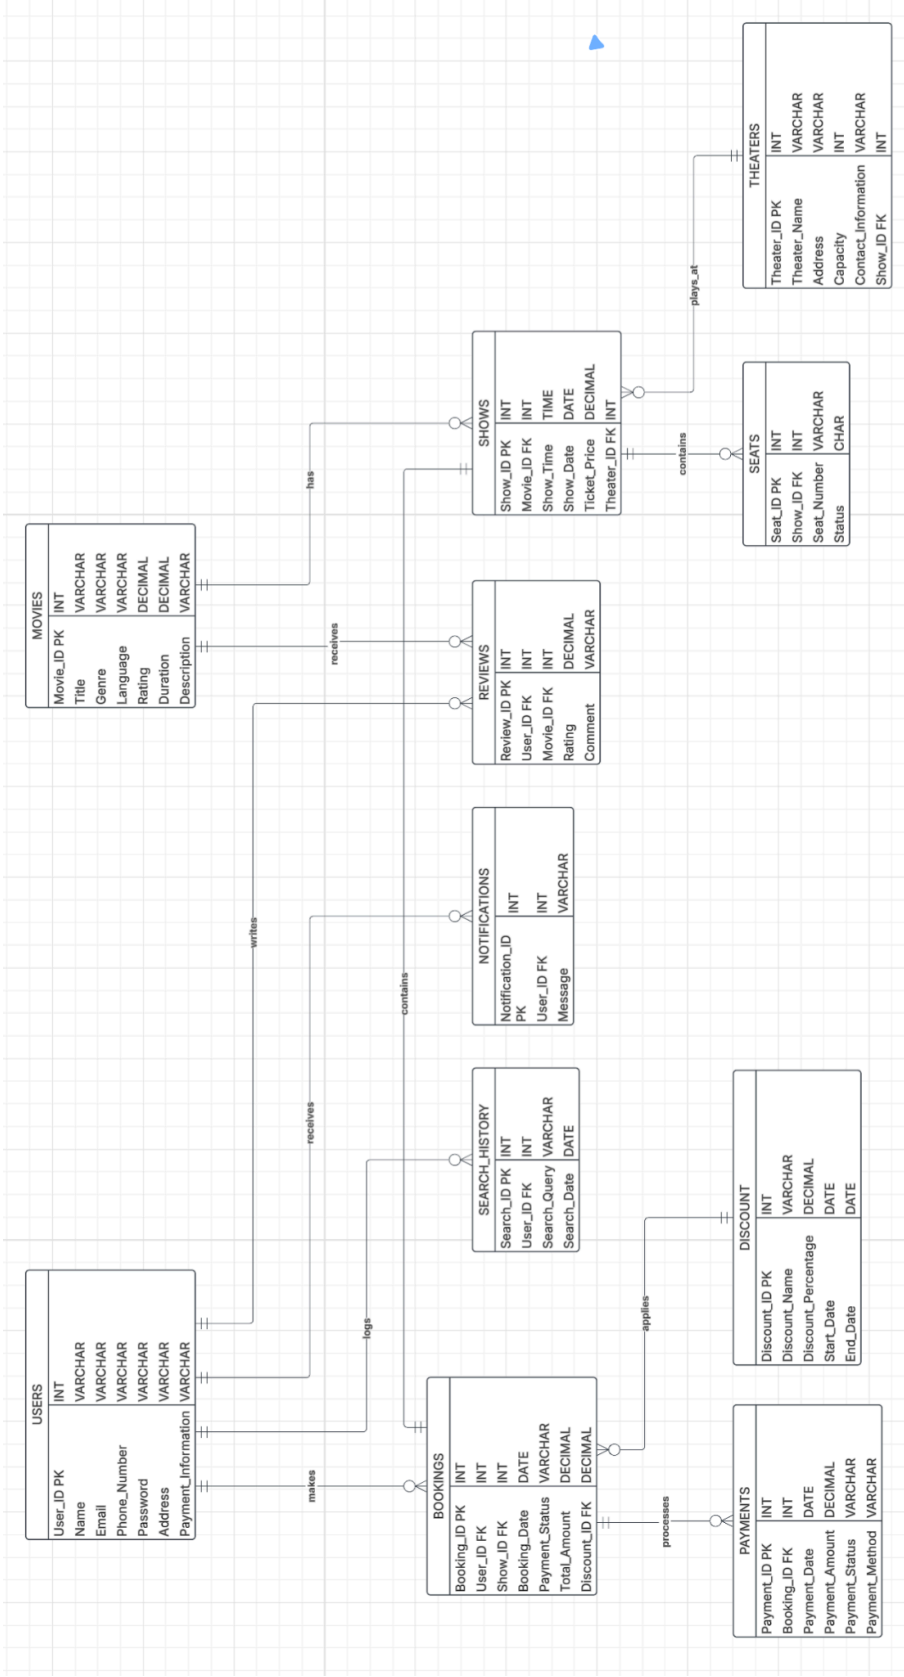 USERS
User_ID PK INT
Name VARCHAR
Email VARCHAR
Phone_Number VARCHAR
Password VARCHAR
Address VARCHAR
Payment_Information VARCHAR
MOVIES
Movie_ID PK INT
Title VARCHAR
Genre VARCHAR
Language VARCHAR
Rating DECIMAL
Duration DECIMAL
Description VARCHAR
makes
logs
receives
writes
receives
has
contains
BOOKINGS
Booking_ID PK INT
User_ID FK INT
Show_ID FK INT
Booking_Date DATE
Payment_Status VARCHAR
Total_Amount DECIMAL
Discount_ID FK DECIMAL
SEARCH_HISTORY
Search_ID PK INT
User_ID FK INT
Search_Query VARCHAR
Search_Date DATE
NOTIFICATIONS
Notification_ID
PK INT
User_ID FK INT
Message VARCHAR
REVIEWS
Review_ID PK INT
User_ID FK INT
Movie_ID FK INT
Rating DECIMAL
Comment VARCHAR
SHOWS
Show_ID PK INT
Movie_ID FK INT
Show_Time TIME
Show_Date DATE
Ticket_Price DECIMAL
Theater_ID FK INT
processes
applies
contains
plays_at
PAYMENTS
Payment_ID PK INT
Booking_ID FK INT
Payment_Date DATE
Payment_Amount DECIMAL
Payment_Status VARCHAR
Payment_Method VARCHAR
DISCOUNT
Discount_ID PK INT
Discount_Name VARCHAR
Discount_Percentage DECIMAL
Start_Date DATE
End_Date DATE
SEATS
Seat_ID PK INT
Show_ID FK INT
Seat_Number VARCHAR
Status CHAR
THEATERS
Theater_ID PK INT
Theater_Name VARCHAR
Address VARCHAR
Capacity INT
Contact_Information VARCHAR
Show_ID FK INT